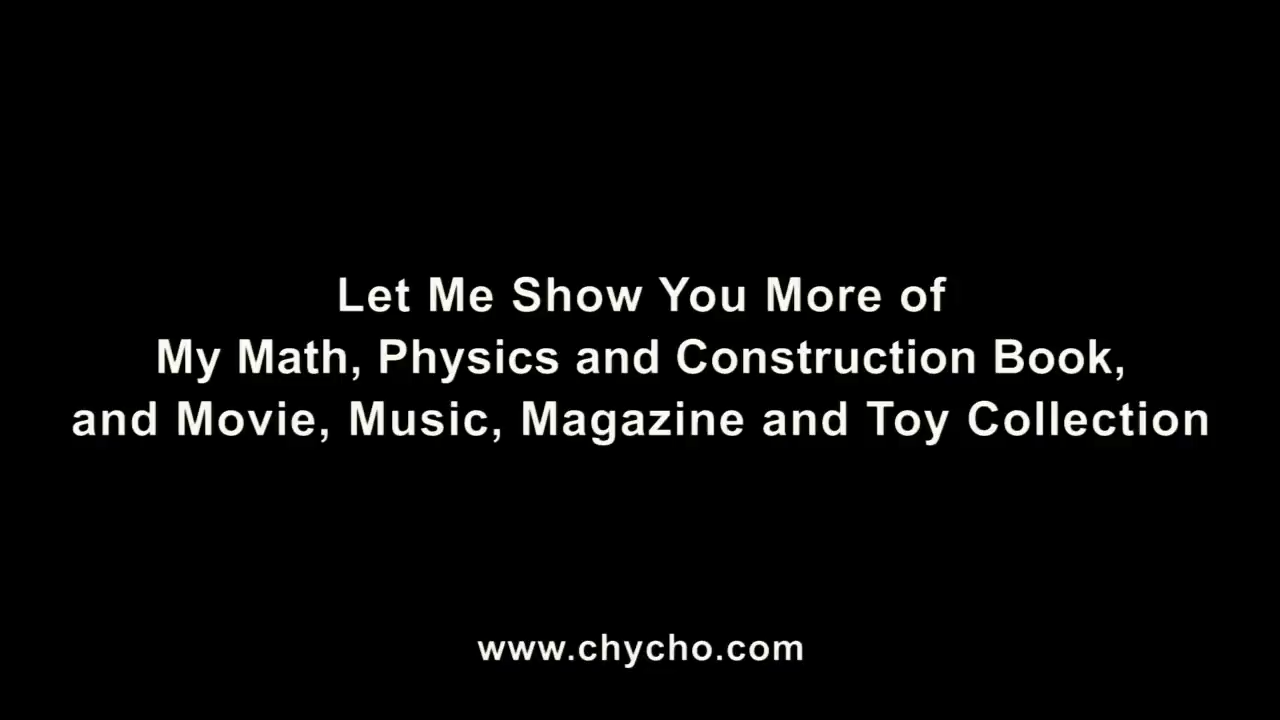 Let Me Show You More of
My Math, Physics and Construction Book,
and Movie, Music, Magazine and Toy Collection
www.chycho.com